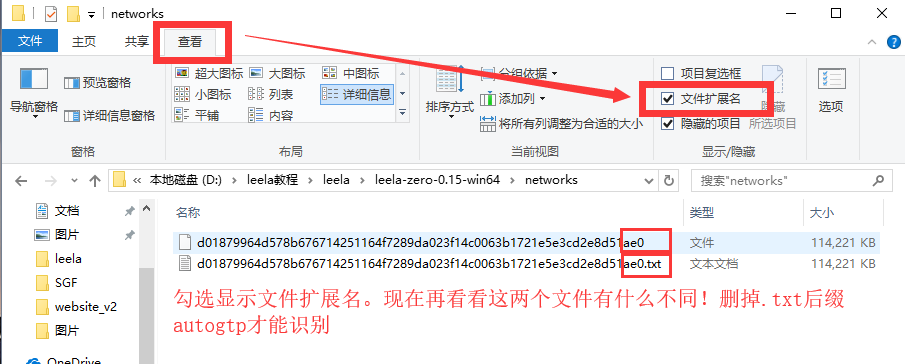 networks
文件 主页 共享 查看
预览窗格 超大图标 大图标 中图标 分组依据 项目复选框
导航窗格 详细信息窗格 小图标 列表 详细信息 排序方式 添加列 文件扩展名 隐藏 选项
平铺 内容 将所有列调整为合适的大小 隐藏的项目 所选项目
窗格 布局 当前视图 显示/隐藏
« 本地磁盘 (D:) › leela教程 › leela › leela-zero-0.15-win64 › networks 搜索"networks"
文档 名称 类型 大小
图片 d01879964d578b676714251164f7289da023f14c0063b1721e5e3cd2e8d51ae0 文件 114,221 KB
leela d01879964d578b676714251164f7289da023f14c0063b1721e5e3cd2e8d51ae0.txt 文本文档 114,221 KB
SGF
website_v2
图片
OneDrive
勾选显示文件扩展名。现在再看看这两个文件有什么不同！删掉.txt后缀
autogtp才能识别